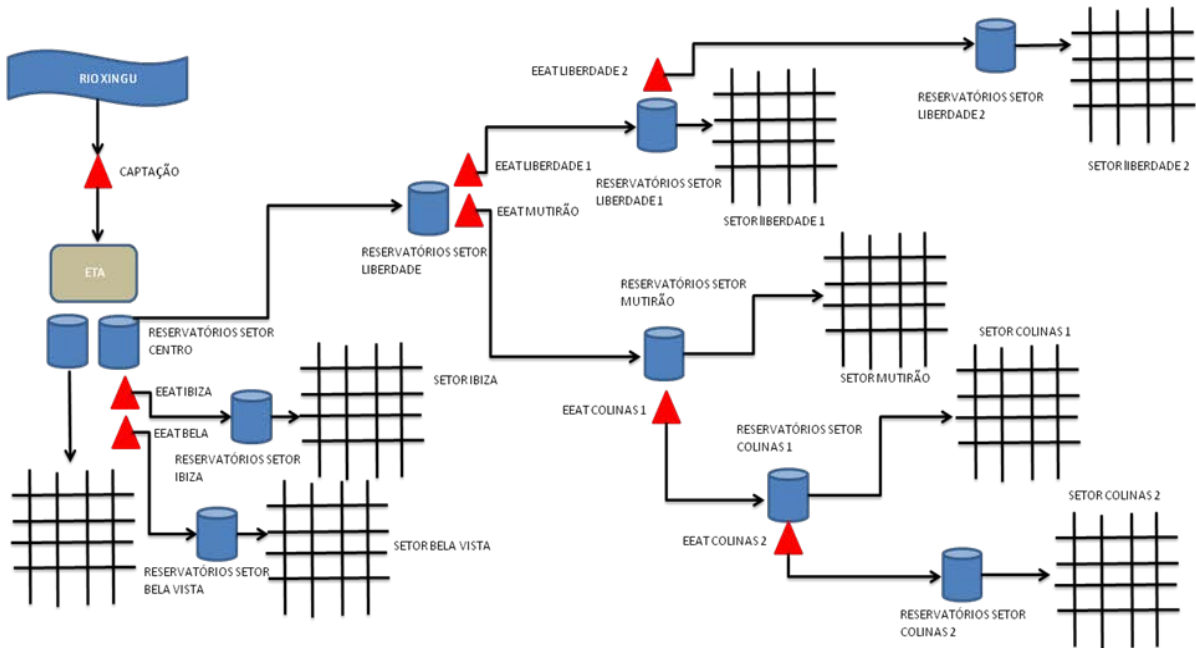 RIO XINGU
CAPTAÇÃO
ETA
RESERVATÓRIOS SETOR
CENTRO
EEAT IBIZA
EEAT BELA
RESERVATÓRIOS SETOR
IBIZA
SETOR IBIZA
RESERVATÓRIOS SETOR
BELA VISTA
SETOR BELA VISTA
RESERVATÓRIOS SETOR
LIBERDADE
EEAT LIBERDADE 1
EEAT MUTIRÃO
EEAT LIBERDADE 2
RESERVATÓRIOS SETOR
LIBERDADE 1
SETOR lIBERDADE 1
RESERVATÓRIOS SETOR
LIBERDADE 2
SETOR lIBERDADE 2
RESERVATÓRIOS SETOR
MUTIRÃO
SETOR MUTIRÃO
EEAT COLINAS 1
RESERVATÓRIOS SETOR
COLINAS 1
SETOR COLINAS 1
EEAT COLINAS 2
RESERVATÓRIOS SETOR
COLINAS 2
SETOR COLINAS 2